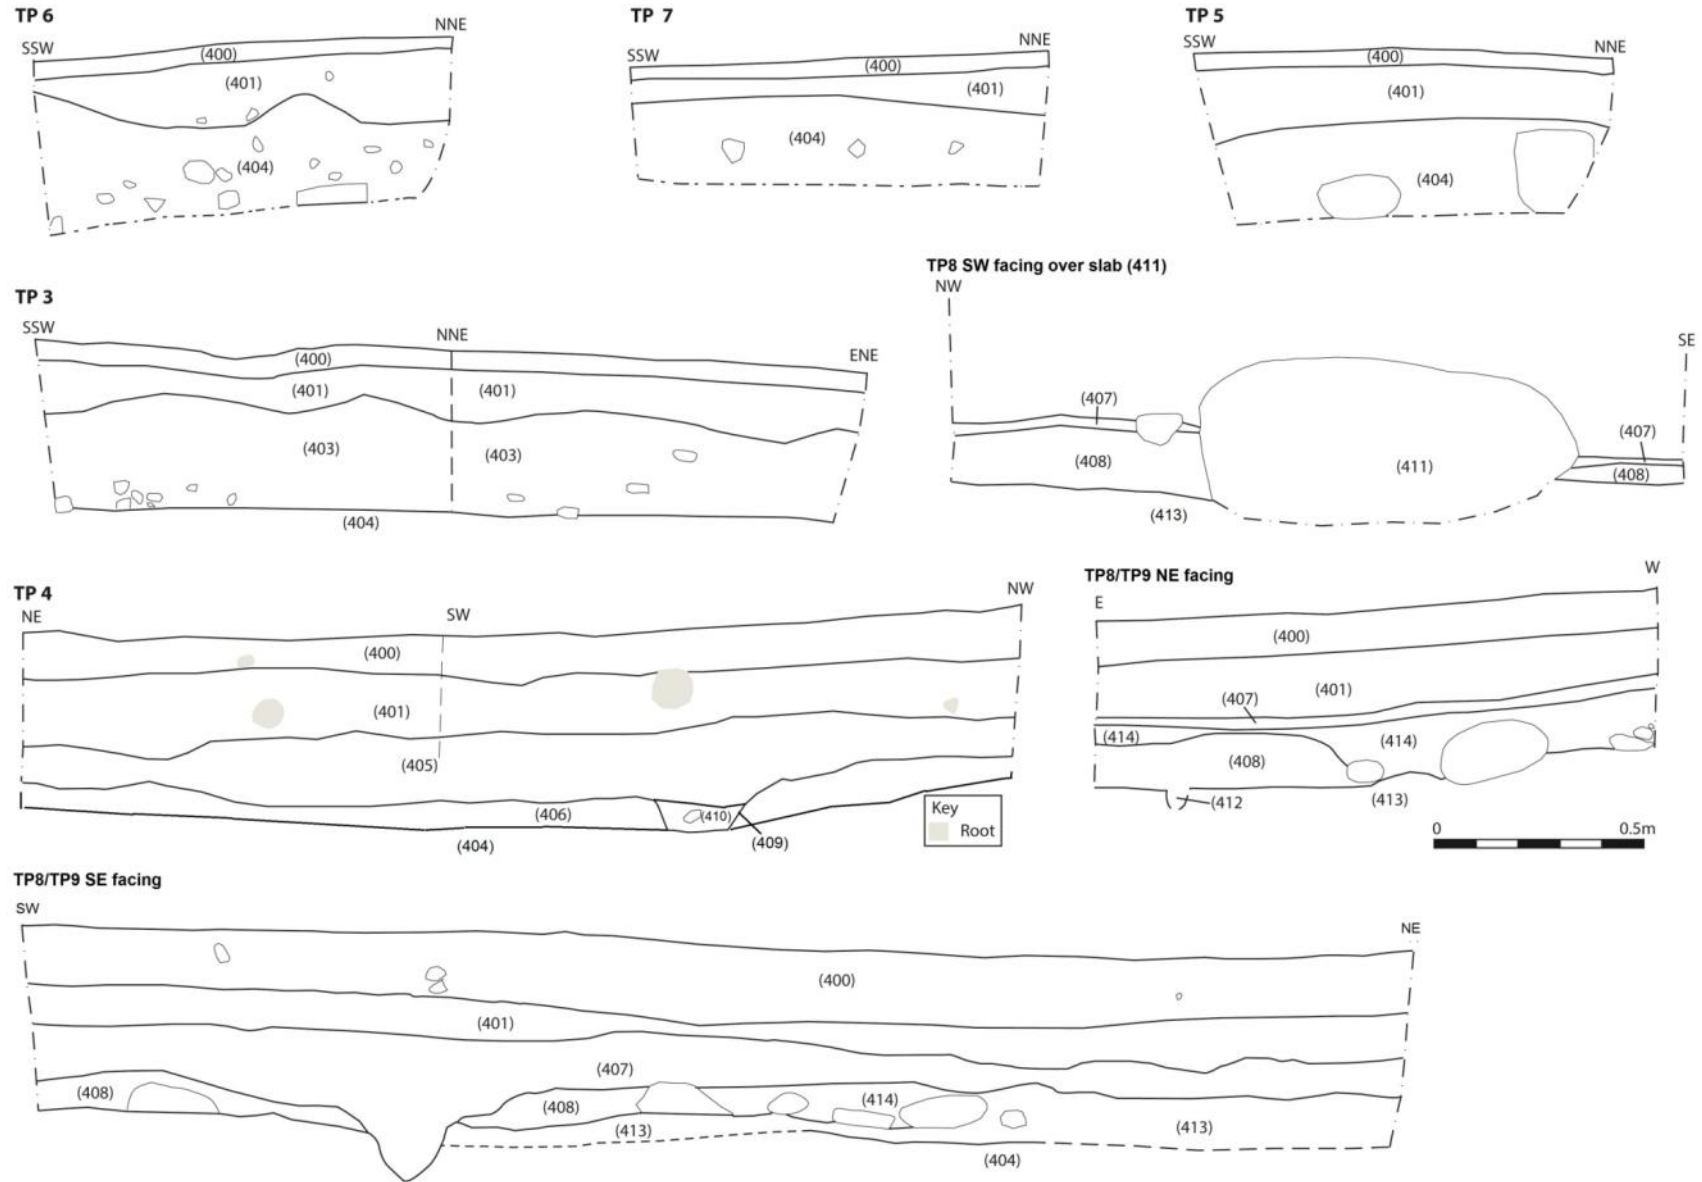 TP 6
SSW
NNE
(400)
(401)
(404)
TP 7
SSW
NNE
(400)
(401)
(404)
TP 5
SSW
NNE
(400)
(401)
(404)
TP 3
SSW
NNE
ENE
(400)
(401)
(401)
(403)
(403)
(404)
TP8 SW facing over slab (411)
NW
SE
(407)
(407)
(408)
(411)
(408)
(413)
TP 4
NE
SW
NW
(400)
(401)
(405)
(406)
(410)
(404)
(409)
Key
Root
TP8/TP9 NE facing
E
W
(400)
(401)
(407)
(414)
(414)
(408)
(412)
(413)
0 0.5m
TP8/TP9 SE facing
SW
NE
(400)
(401)
(407)
(408)
(408)
(414)
(413)
(413)
(404)